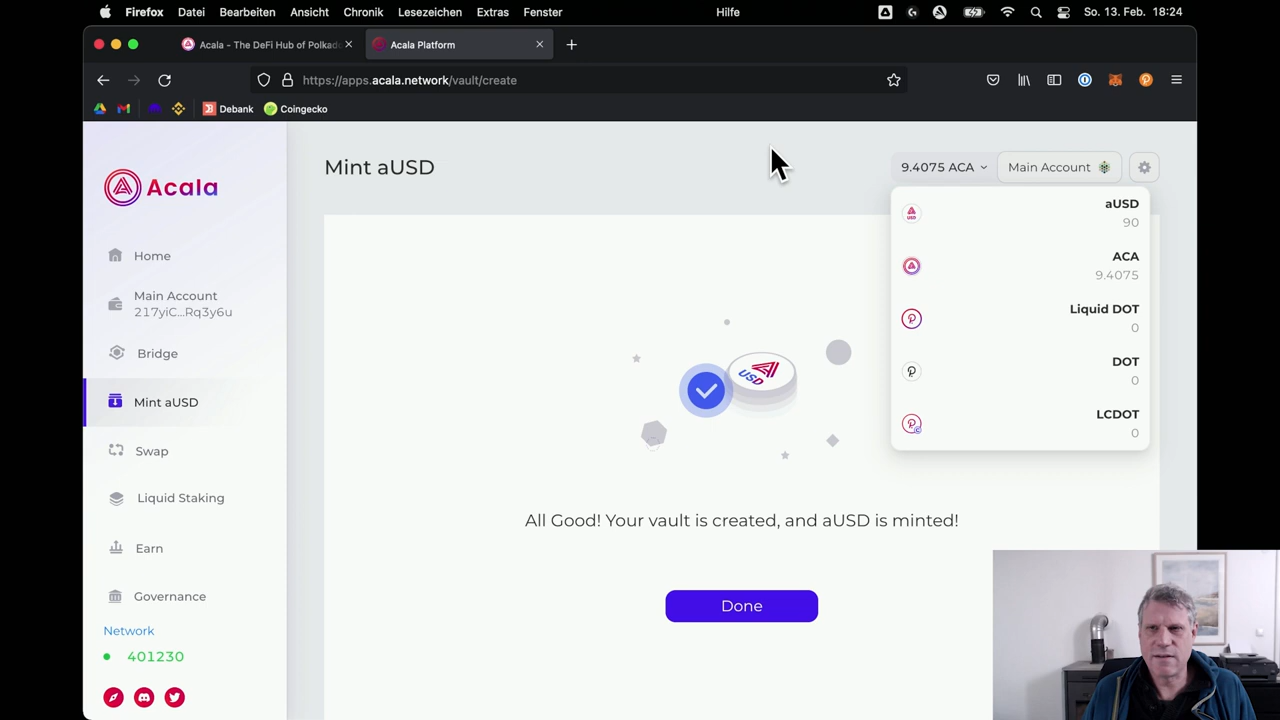 Firefox Datei Bearbeiten Ansicht Chronik Lesezeichen Extras Fenster Hilfe So. 13. Feb. 18:24
Acala - The DeFi Hub of Polkado
Acala Platform
https://apps.acala.network/vault/create
Debank Coingecko
Acala
Mint aUSD
9.4075 ACA
Main Account
aUSD
90
ACA
9.4075
Liquid DOT
0
DOT
0
LCDOT
0
Home
Main Account
217yiC...Rq3y6u
Bridge
Mint aUSD
Swap
Liquid Staking
Earn
Governance
Network
401230
USD
All Good! Your vault is created, and aUSD is minted!
Done